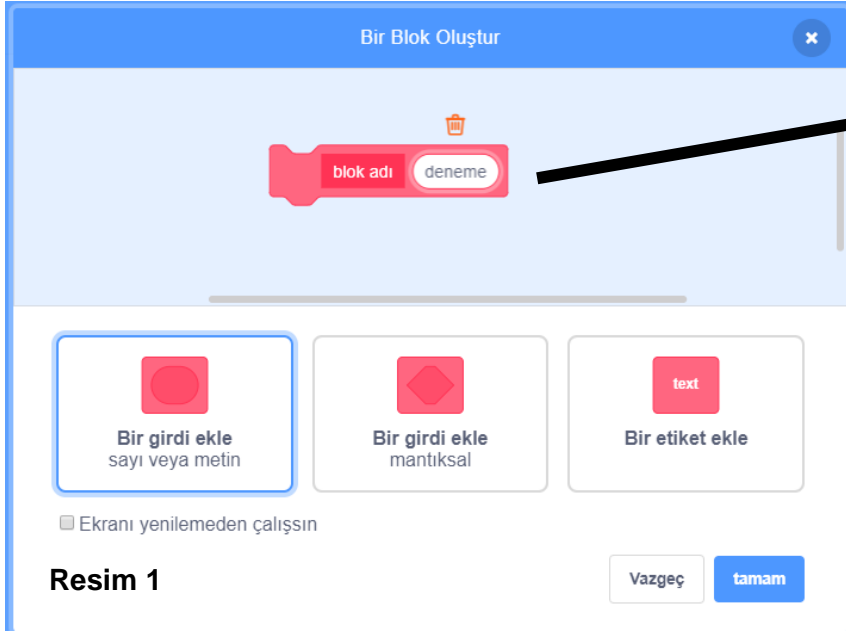 Bir Blok Oluştur
blok adı deneme
text
Bir girdi ekle
sayı veya metin
Bir girdi ekle
mantıksal
Bir etiket ekle
Ekranı yenilemeden çalışsın
Resim 1
Vazgeç
tamam